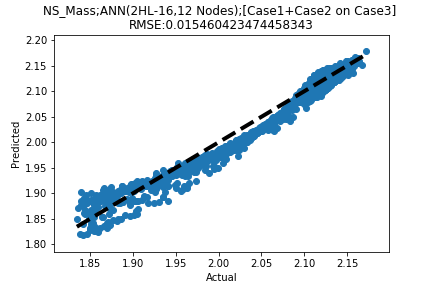 NS_Mass;ANN(2HL-16,12 Nodes);[Case1+Case2 on Case3]
RMSE:0.015460423474458343
2.20
2.15
2.10
2.05
2.00
1.95
1.90
1.85
1.80
Predicted
1.85 1.90 1.95 2.00 2.05 2.10 2.15
Actual